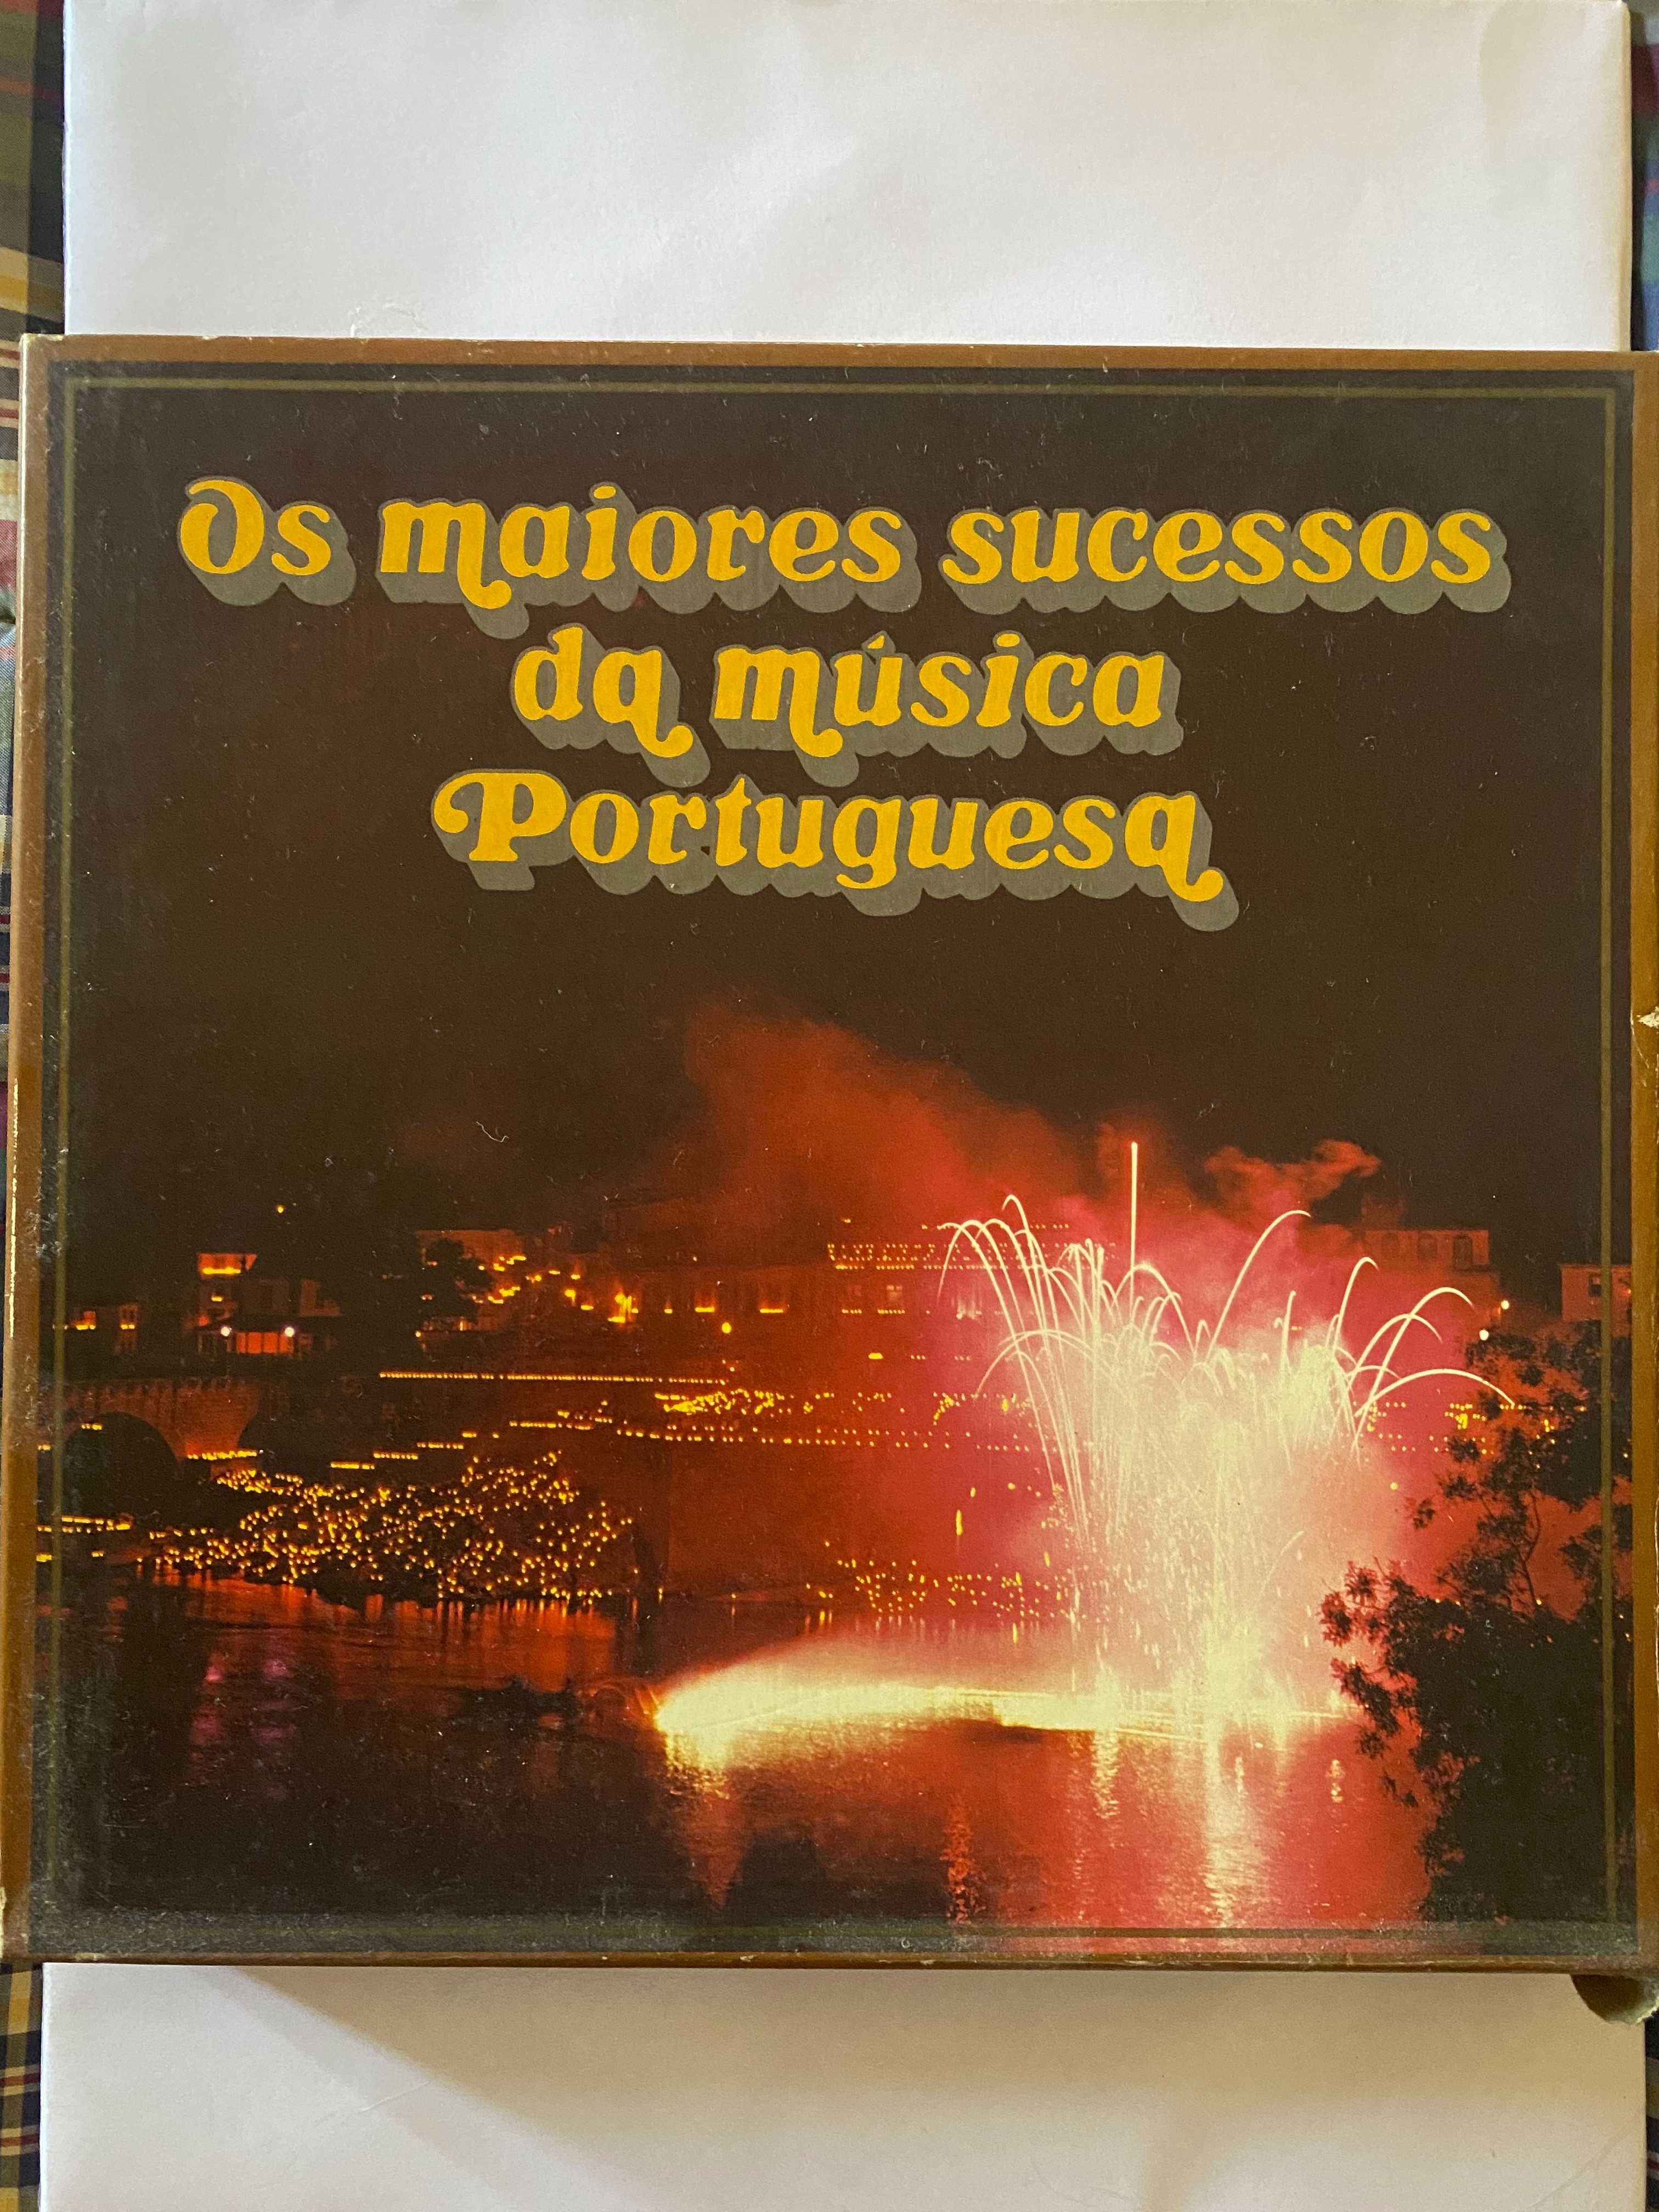 Os maiores sucessos
da música
Portuguesa